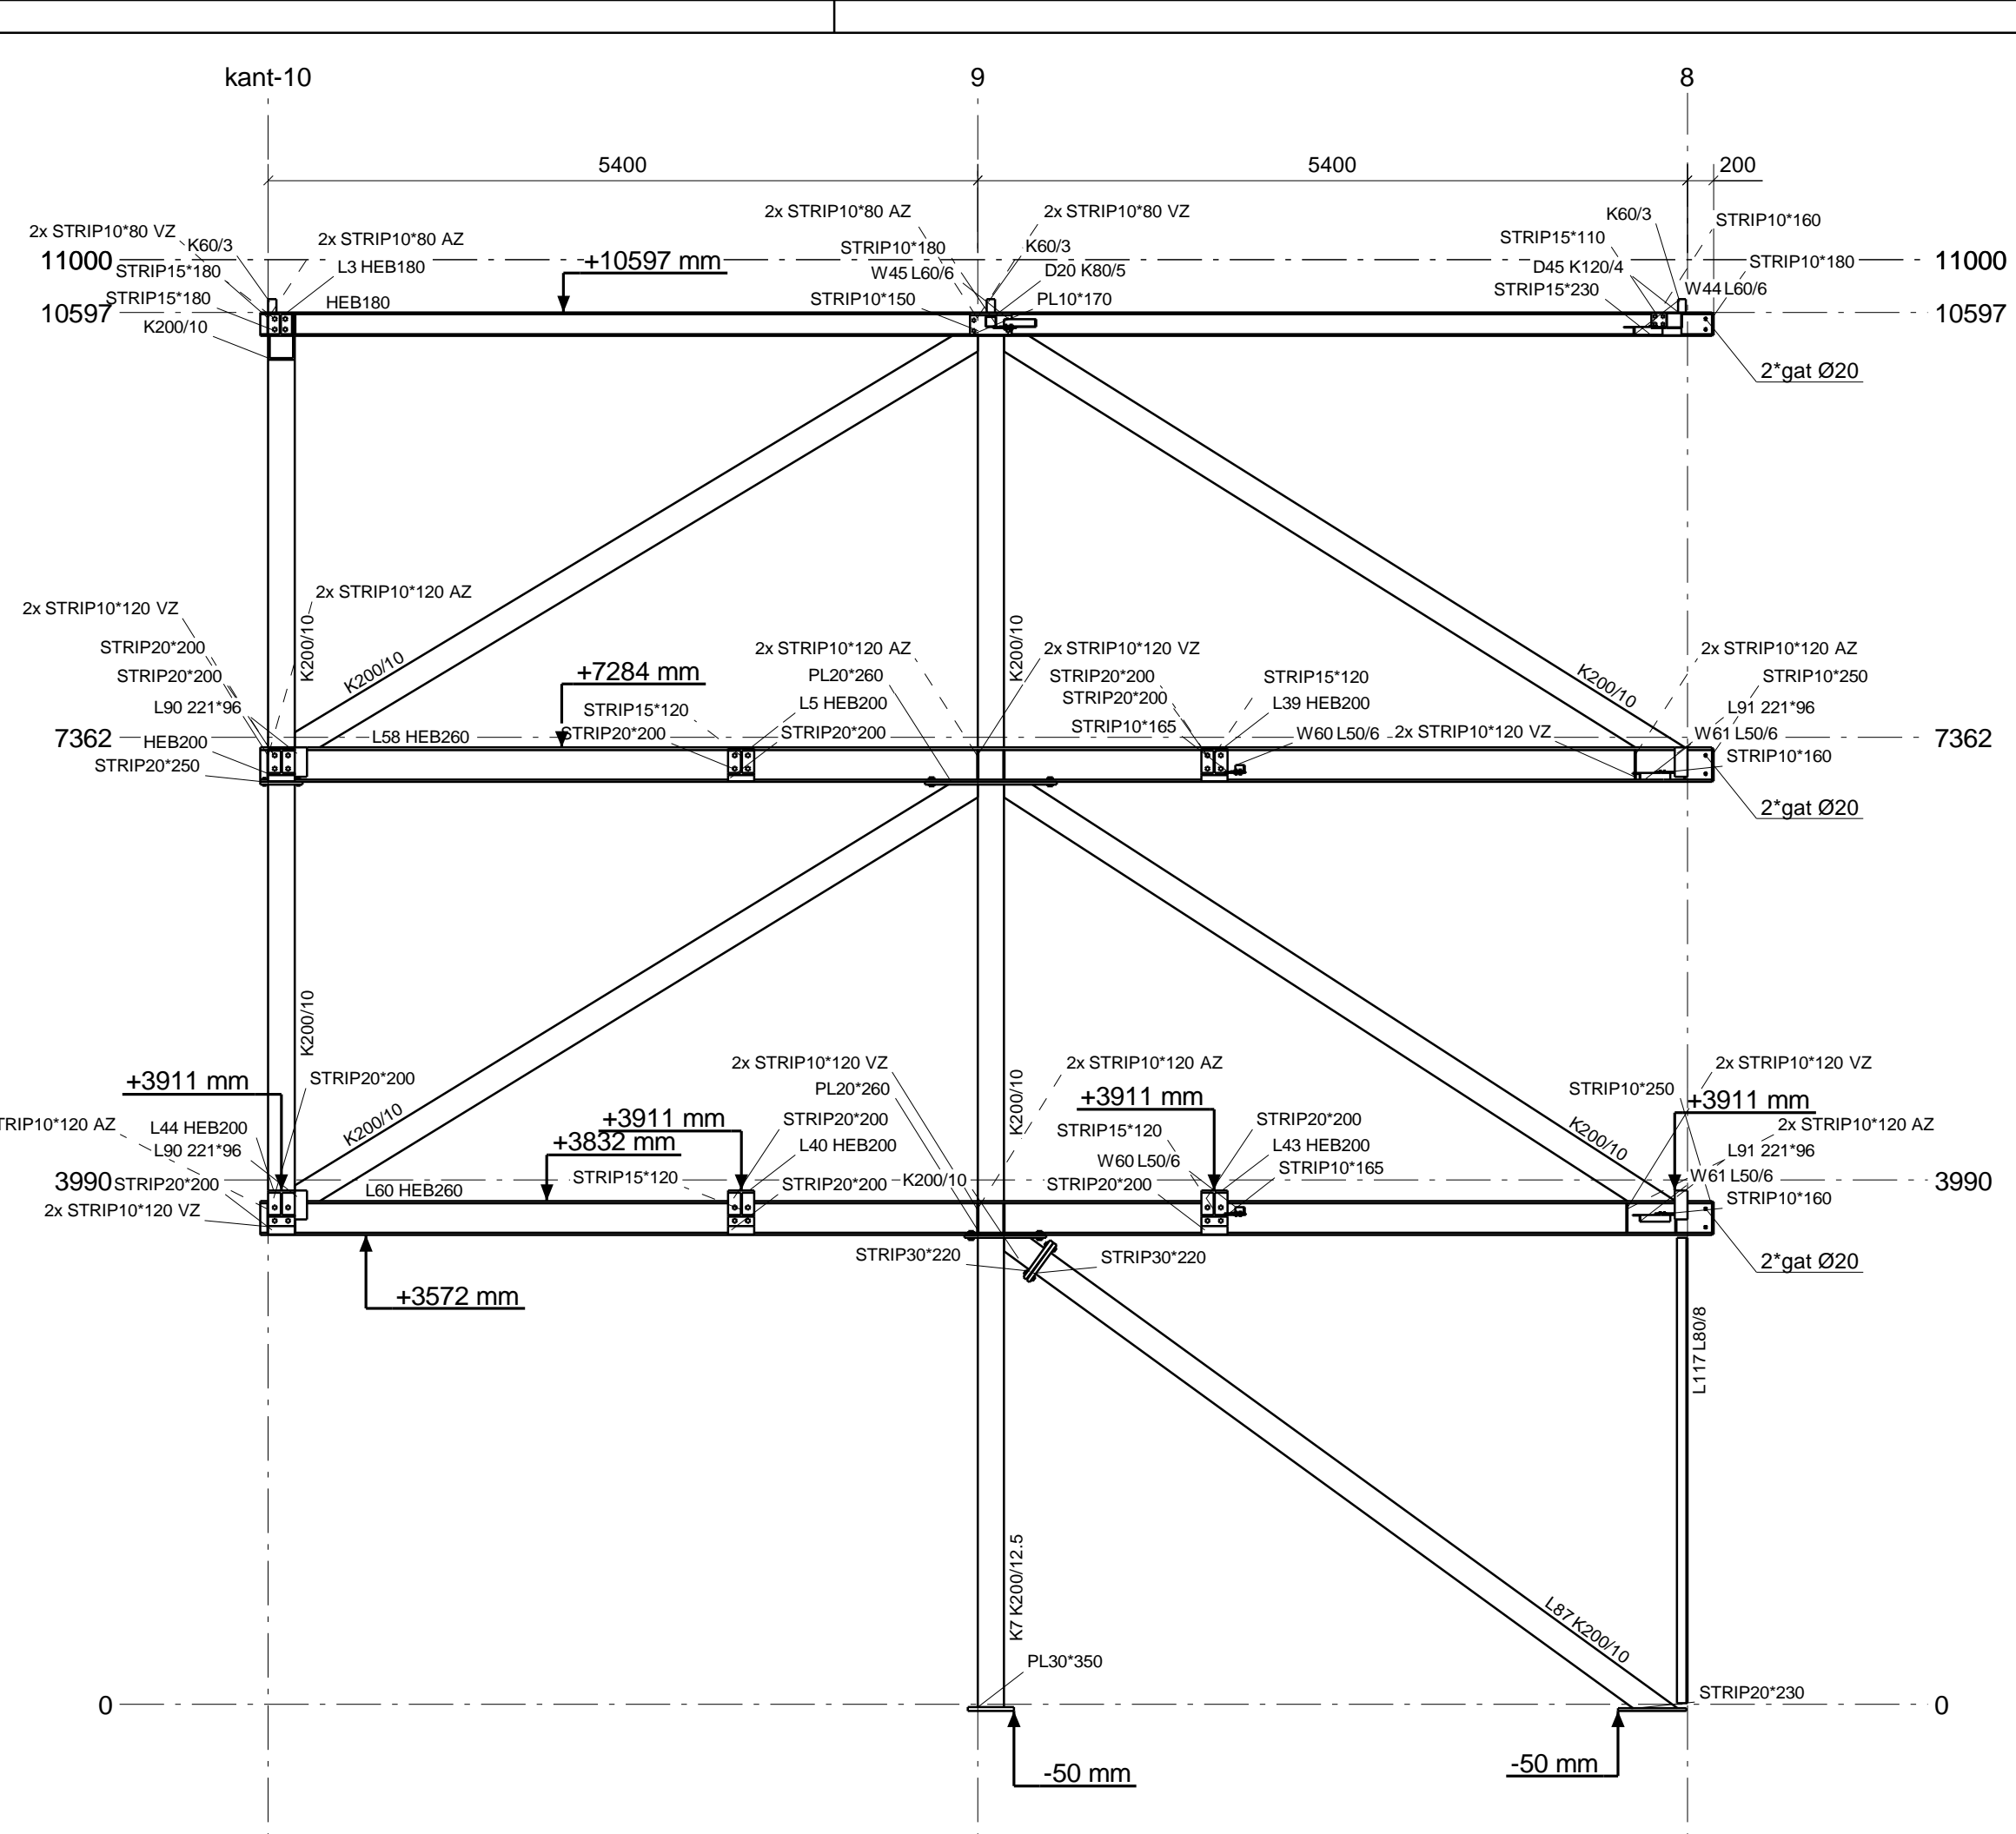 kant-10
9
8
5400
5400
200
2x STRIP10*80 AZ
2x STRIP10*80 VZ
K60/3
STRIP10*160
2x STRIP10*80 VZ
K60/3
2x STRIP10*80 AZ
STRIP10*180
K60/3
STRIP15*110
11000
STRIP15*180
L3 HEB180
+10597 mm
W45 L60/6
D20 K80/5
D45 K120/4
STRIP10*180
11000
10597
STRIP15*180
HEB180
STRIP10*150
PL10*170
STRIP15*230
W44 L60/6
10597
K200/10
2*gat Ø20
2x STRIP10*120 VZ
2x STRIP10*120 AZ
STRIP20*200
STRIP20*200
L90 221*96
K200/10
K200/10
+7284 mm
2x STRIP10*120 AZ
PL20*260
K200/10
2x STRIP10*120 VZ
STRIP20*200
STRIP20*200
STRIP15*120
K200/10
2x STRIP10*120 AZ
STRIP10*250
STRIP15*120
L5 HEB200
L39 HEB200
L91 221*96
7362
HEB200
L58 HEB260
STRIP20*200
STRIP20*200
STRIP10*165
W60 L50/6
2x STRIP10*120 VZ
W61 L50/6
7362
STRIP20*250
STRIP10*160
2*gat Ø20
K200/10
+3911 mm
STRIP20*200
2x STRIP10*120 VZ
PL20*260
K200/10
2x STRIP10*120 AZ
+3911 mm
STRIP10*250
2x STRIP10*120 VZ
+3911 mm
TRIP10*120 AZ
L44 HEB200
L90 221*96
K200/10
+3911 mm
+3832 mm
STRIP20*200
L40 HEB200
STRIP15*120
STRIP20*200
L43 HEB200
K200/10
2x STRIP10*120 AZ
L91 221*96
3990
STRIP20*200
L60 HEB260
STRIP15*120
STRIP20*200
K200/10
W60 L50/6
STRIP20*200
STRIP10*165
W61 L50/6
3990
2x STRIP10*120 VZ
STRIP10*160
STRIP30*220
STRIP30*220
2*gat Ø20
+3572 mm
L117 L80/8
K7 K200/12.5
L87 K200/10
PL30*350
STRIP20*230
0
0
-50 mm
-50 mm